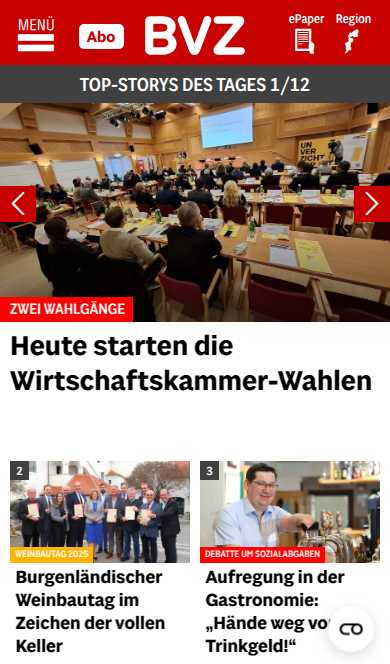 MENÜ
Abo
BVZ
ePaper
Region
TOP-STORYS DES TAGES 1/12
UN
VER
ZICHT
ZWEI WAHLGÄNGE
Heute starten die
Wirtschaftskammer-Wahlen
2
WEINBAUTAG 2025
Burgenländischer
Weinbautag im
Zeichen der vollen
Keller
3
DEBATTE UM SOZIALABGABEN
Aufregung in der
Gastronomie:
„Hände weg vo
Trinkgeld!“